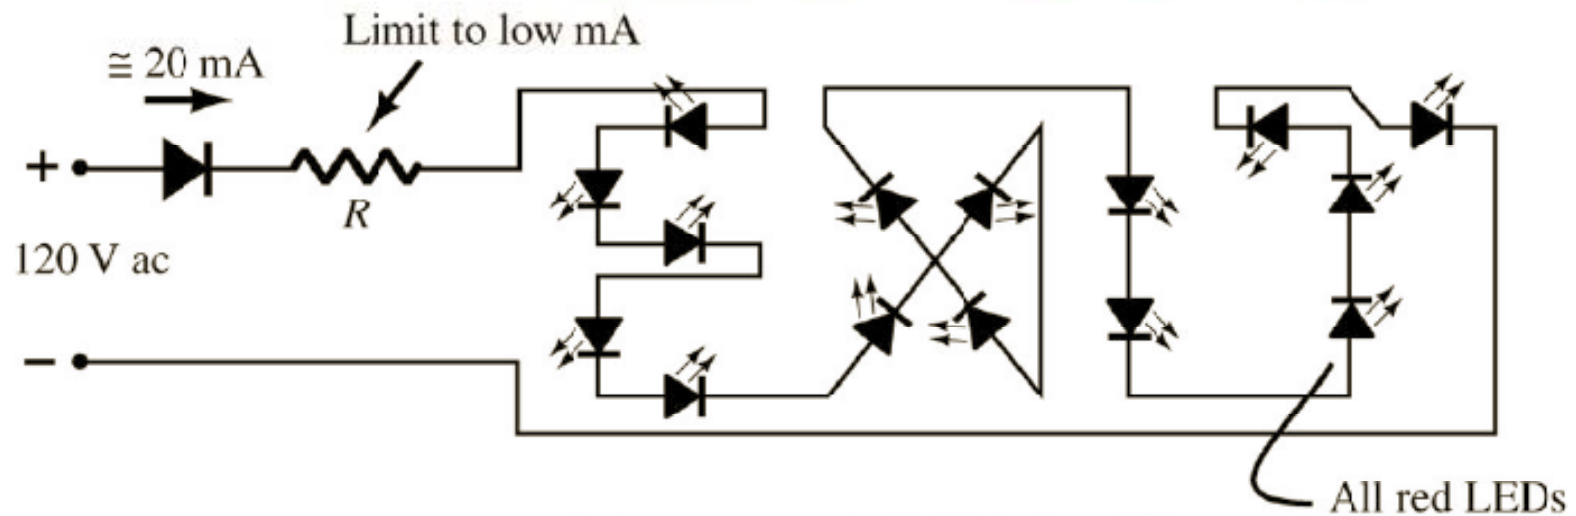 Limit to low mA
≅ 20 mA
+
R
120 V ac
−
All red LEDs